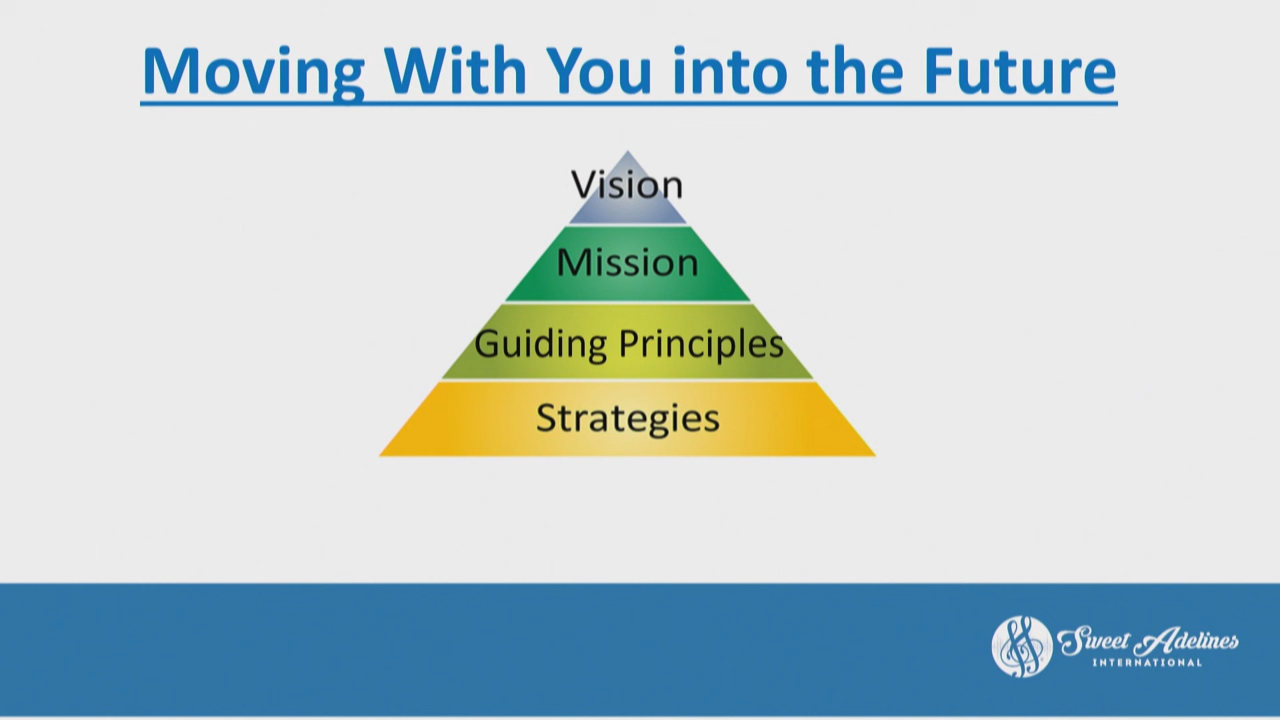 Moving With You into the Future
Vision
Mission
Guiding Principles
Strategies
Sweet Adelines
INTERNATIONAL